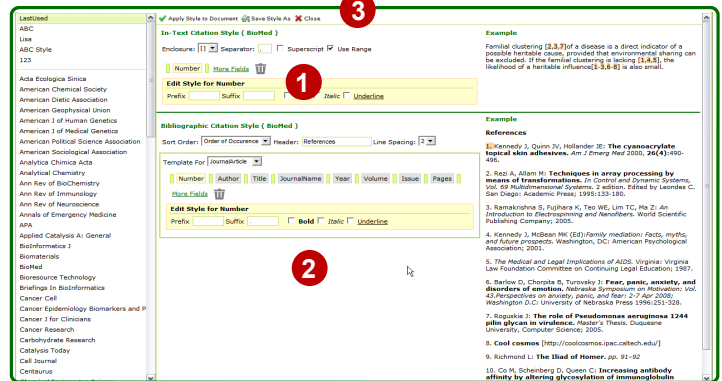 LastUsed
ABC
Lisa
ABC Style
123
Acta Ecologica Sinica
American Chemical Society
American Dietic Association
American Geophysical Union
American J of Human Genetics
American J of Medical Genetics
American Political Science Association
American Sociological Association
Analytica Chimica Acta
Analytical Chemistry
Ann Rev of Biochemistry
Ann Rev of Immunology
Ann Rev of Neuroscience
Annals of Emergency Medicine
APA
Applied Catalysis A: General
BioInformatics J
Biomaterials
BioMed
Bioresource Technology
Briefings In BioInformatics
Cancer Cell
Cancer Epidemiology Biomarkers and P
Cancer J for Clinicians
Cancer Research
Carbohydrate Research
Catalysis Today
Cell Journal
Centaurus
3
Apply Style to Document Save Style As Close
In-Text Citation Style ( BioMed )
Enclosure: [] Separator: , Superscript Use Range
Number More Fields
Edit Style for Number
Prefix Suffix Italic Underline
1
Bibliographic Citation Style ( BioMed )
Sort Order: Order of Occurence Header: References Line Spacing: 2
Template For JournalArticle
Number Author Title JournalName Year Volume Issue Pages
More Fields
Edit Style for Number
Prefix Suffix . Bold Italic Underline
2
Example
Familial clustering [2,3,7]of a disease is a direct indicator of a
possible heritable cause, provided that environmental sharing can
be excluded. If the familial clustering is lacking [1,4,5], the
likelihood of a heritable influence[1-3,6-8] is also small.
Example
References
1. Kennedy J, Quinn JV, Hollander JE: The cyanoacrylate
topical skin adhesives. Am J Emerg Med 2000, 26(4):490-
496.
2. Rezi A, Allam M: Techniques in array processing by
means of transformations. In Control and Dynamic Systems,
Vol. 69 Multidimensional Systems. 2 edition. Edited by Leondes C.
San Diego: Academic Press; 1995:133-180.
3. Ramakrishna S, Fujihara K, Teo WE, Lim TC, Ma Z: An
Introduction to Electrospinning and Nanofibers. World Scientific
Publishing Company; 2005.
4. Kennedy J, McBean MK (Ed):Family mediation: Facts, myths,
and future prospects. Washington, DC: American Psychological
Association; 2001.
5. The Medical and Legal Implications of AIDS. Virginia: Virginia
Law Foundation Committee on Continuing Legal Education; 1987.
6. Barlow D, Chorpita B, Turovsky J: Fear, panic, anxiety, and
disorders of emotion. Nebraska Symposium on Motivation: Vol.
43.Perspectives on anxiety, panic, and fear: 2-7 Apr 2008;
Washington D.C: University of Nebraska Press 1996:251-328.
7. Roguskie J: The role of Pseudomonas aeruginosa 1244
pilin glycan in virulence. Master's Thesis. Duquesne
University, Computer Science; 2005.
8. Cool cosmos [http://coolcosmos.ipac.caltech.edu/]
9. Richmond L: The Iliad of Homer. pp. 91–92
10. Co M, Scheinberg D, Queen C: Increasing antibody
affinity by altering glycosylation of immunoglobulin